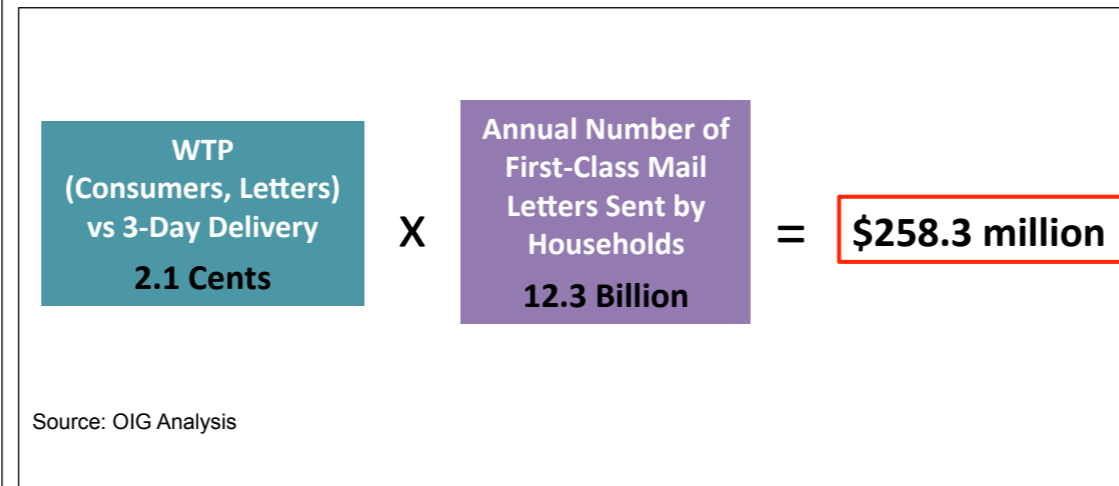 WTP
(Consumers, Letters)
vs 3-Day Delivery
2.1 Cents
X
Annual Number of
First-Class Mail
Letters Sent by
Households
12.3 Billion
=
$258.3 million
Source: OIG Analysis